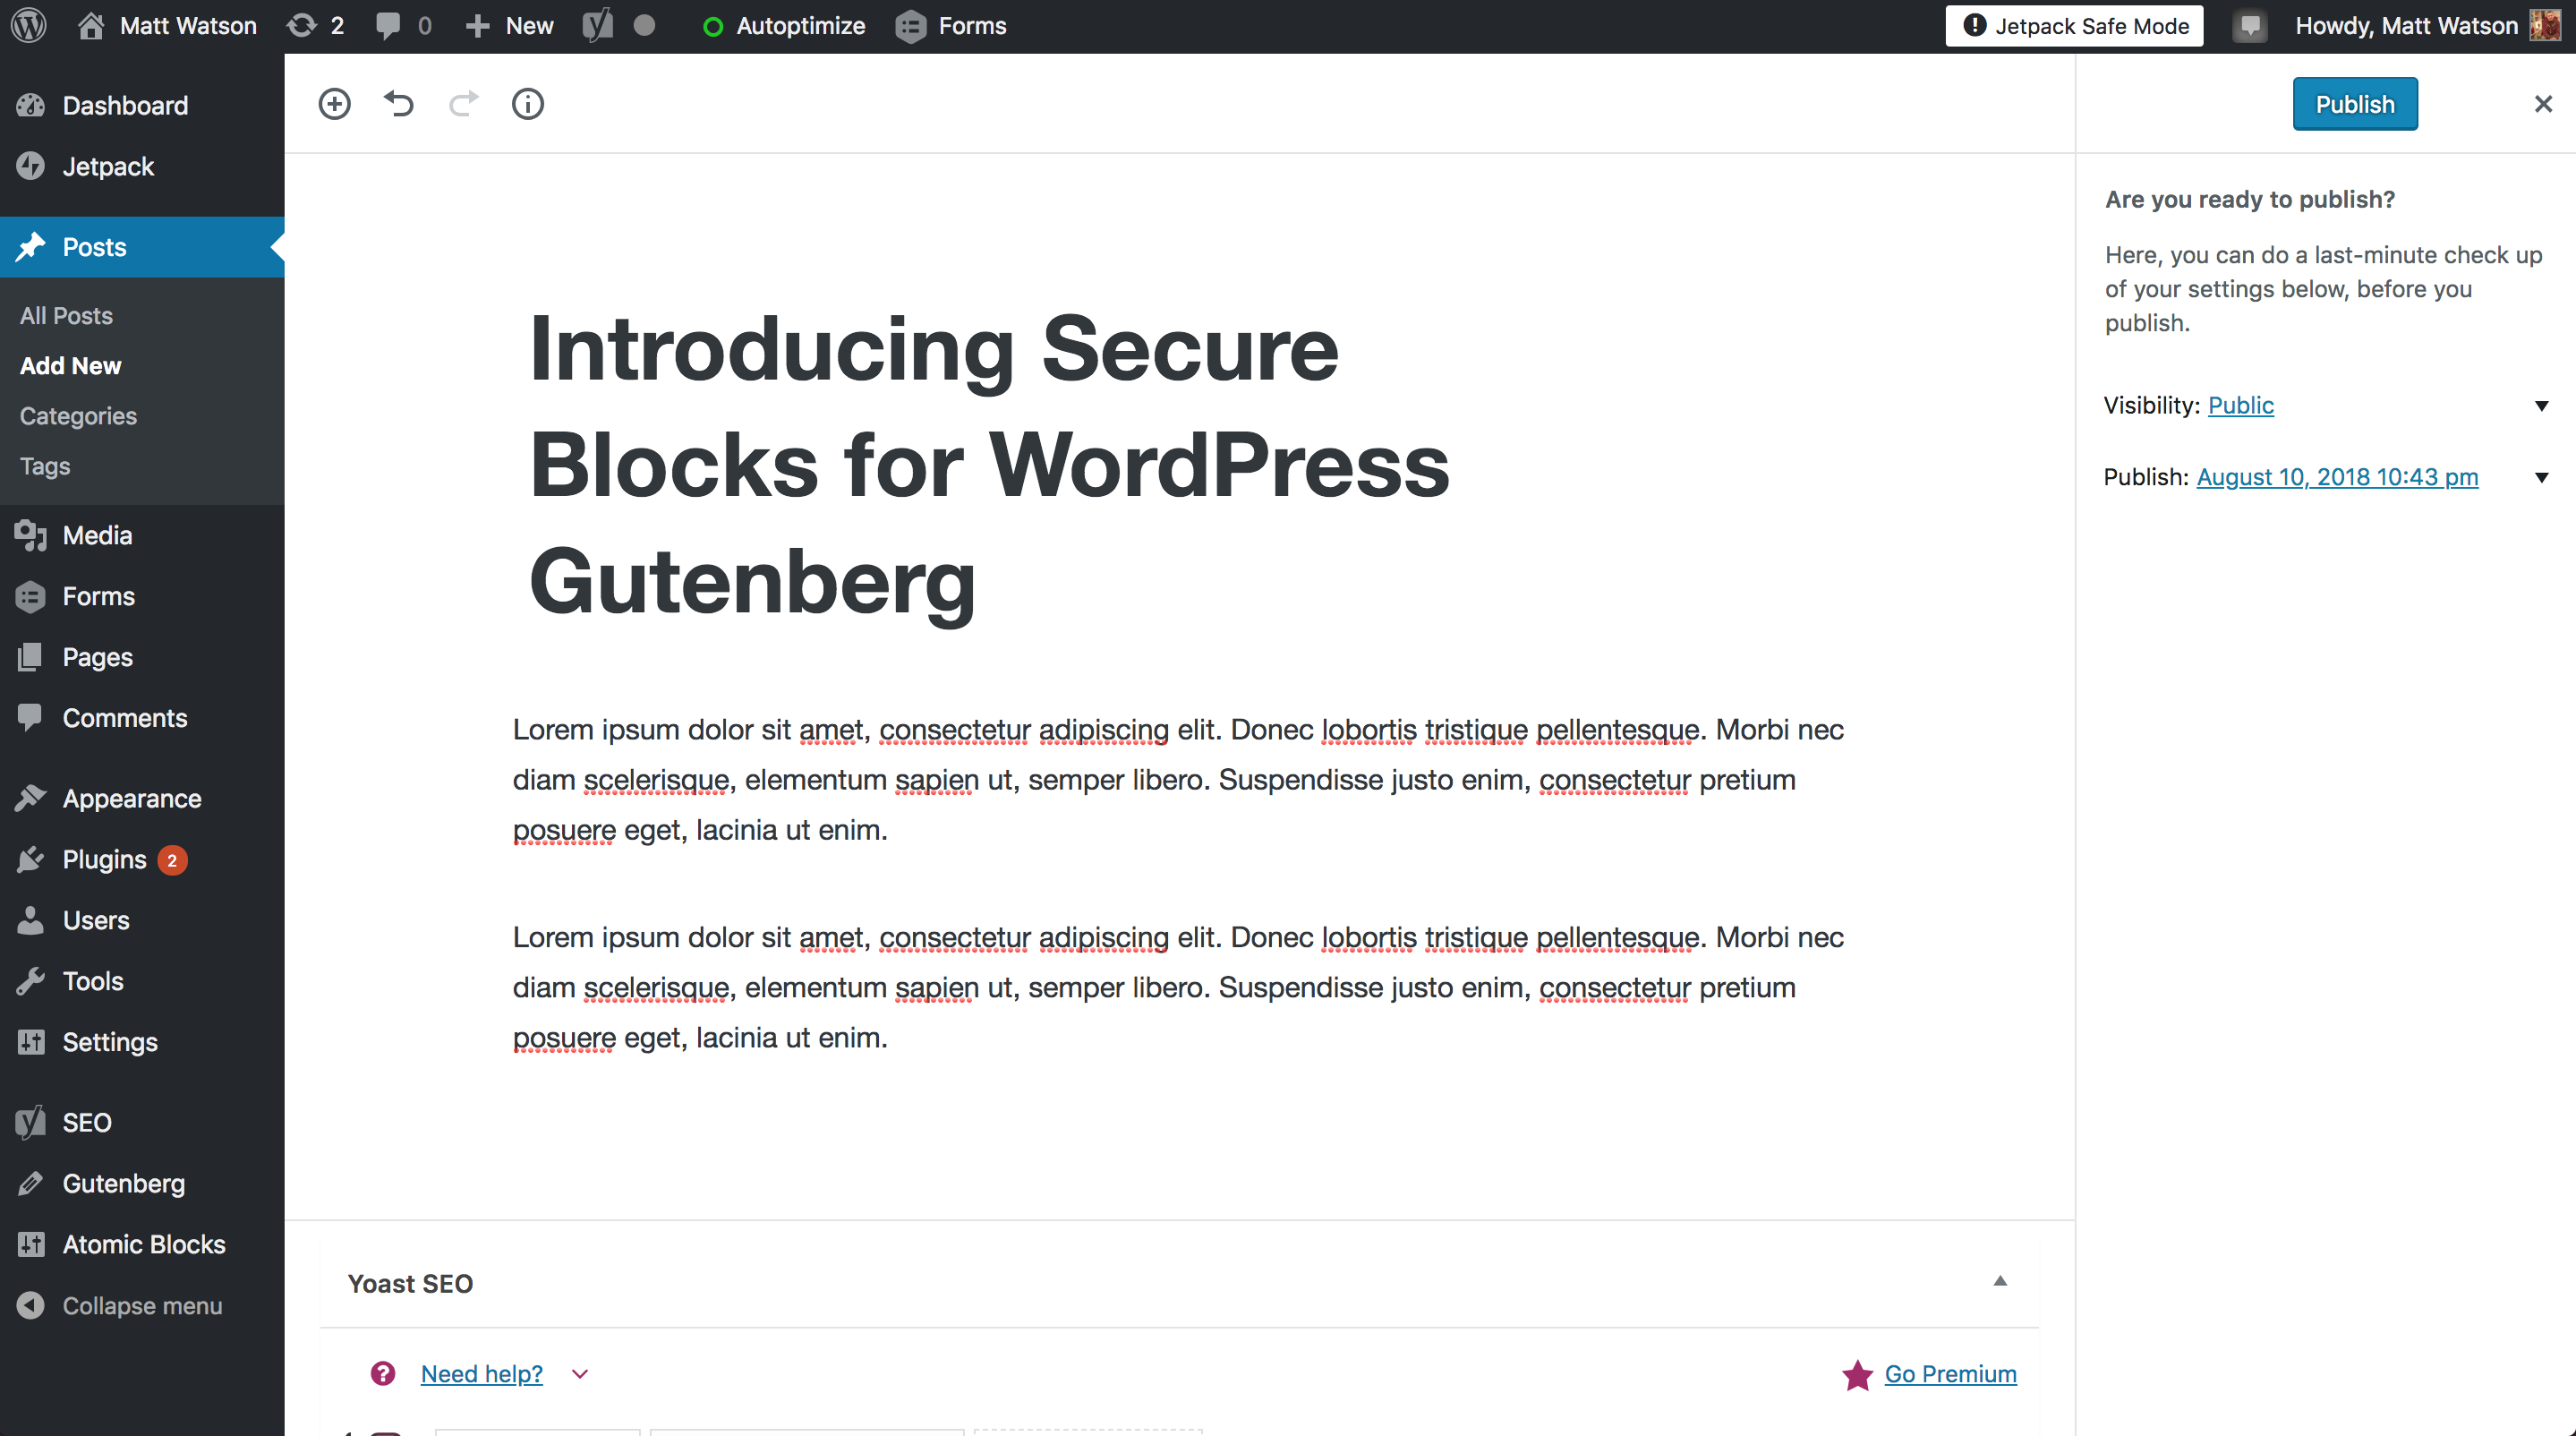 Matt Watson
2
0
New
Autoptimize
Forms
Jetpack Safe Mode
Howdy, Matt Watson
Dashboard
Jetpack
Posts
All Posts
Add New
Categories
Tags
Media
Forms
Pages
Comments
Appearance
Plugins 2
Users
Tools
Settings
SEO
Gutenberg
Atomic Blocks
Collapse menu
Introducing Secure
Blocks for WordPress
Gutenberg
Lorem ipsum dolor sit amet, consectetur adipiscing elit. Donec lobortis tristique pellentesque. Morbi nec
diam scelerisque, elementum sapien ut, semper libero. Suspendisse justo enim, consectetur pretium
posuere eget, lacinia ut enim.
Lorem ipsum dolor sit amet, consectetur adipiscing elit. Donec lobortis tristique pellentesque. Morbi nec
diam scelerisque, elementum sapien ut, semper libero. Suspendisse justo enim, consectetur pretium
posuere eget, lacinia ut enim.
Yoast SEO
Need help?
Go Premium
Publish
Are you ready to publish?
Here, you can do a last-minute check up
of your settings below, before you
publish.
Visibility: Public
Publish: August 10, 2018 10:43 pm